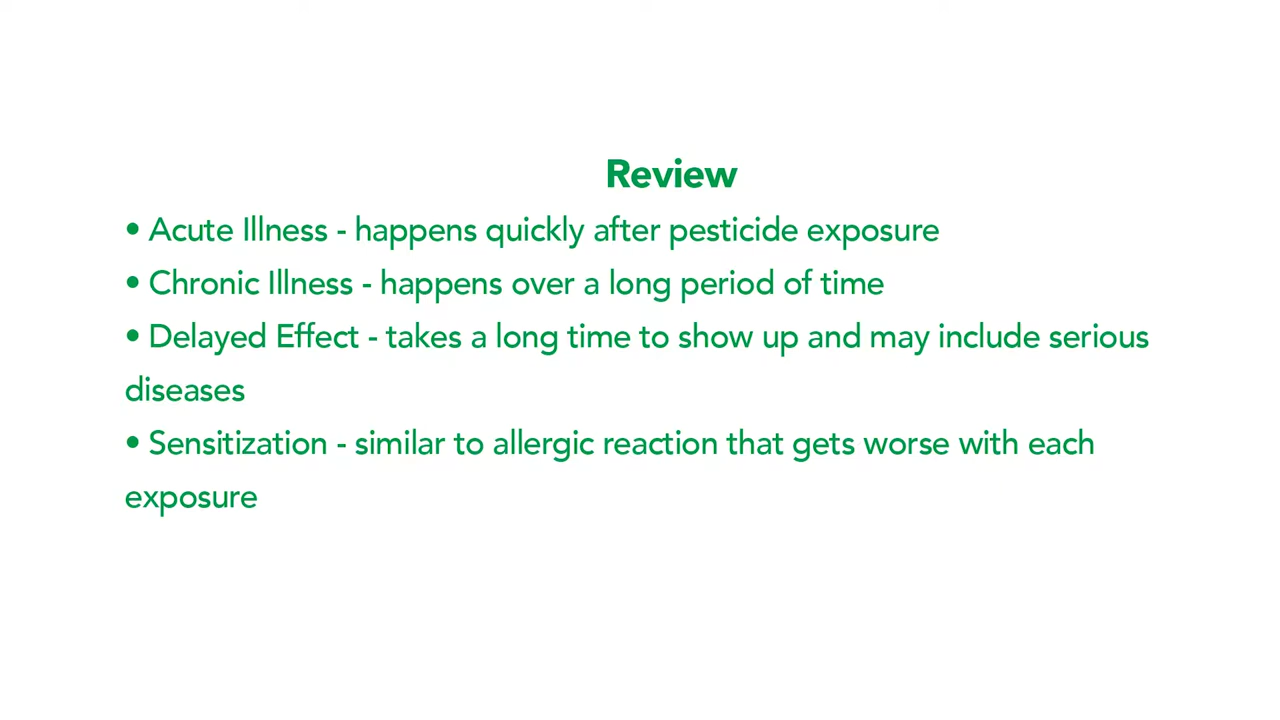 Review
• Acute Illness - happens quickly after pesticide exposure
• Chronic Illness - happens over a long period of time
• Delayed Effect - takes a long time to show up and may include serious
diseases
• Sensitization - similar to allergic reaction that gets worse with each
exposure